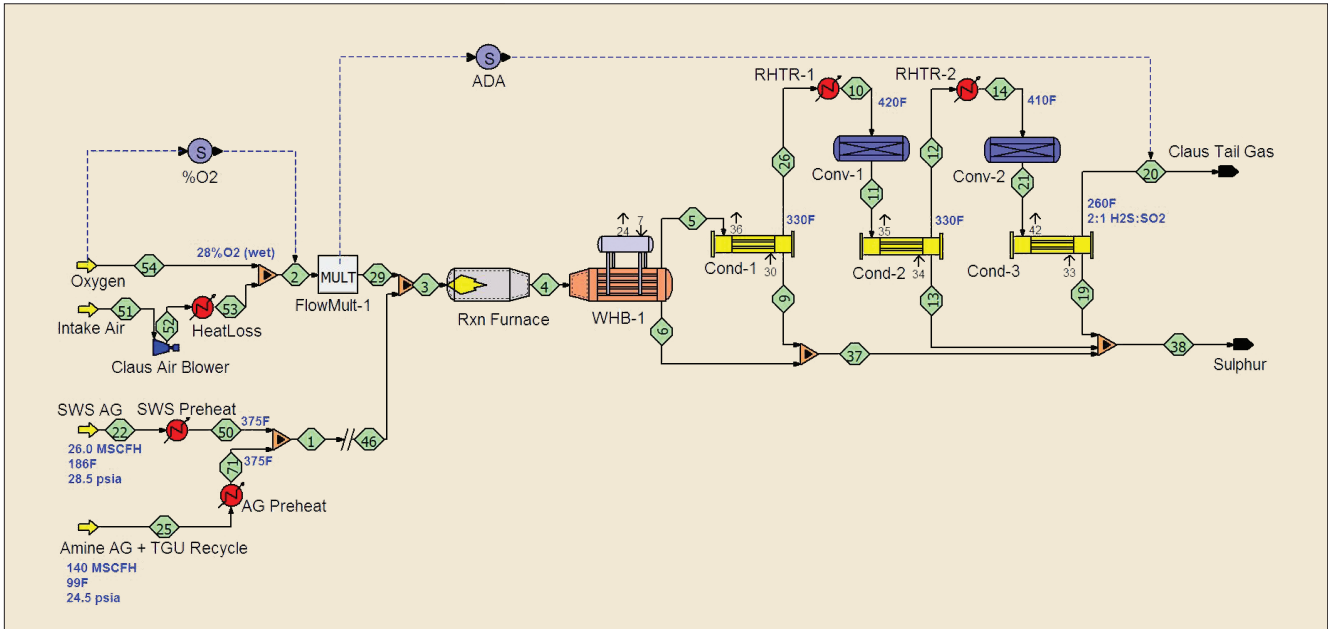 S
ADA
RHTR-1
10
420F
RHTR-2
14
410F
S
%O2
26
Conv-1
11
12
Conv-2
21
20
Claus Tail Gas
260F
2:1 H2S:SO2
28%O2 (wet)
54
Oxygen
2
MULT
FlowMult-1
29
3
Rxn Furnace
4
24
7
WHB-1
5
6
36
330F
Cond-1
30
9
35
330F
Cond-2
34
13
42
Cond-3
33
19
51
Intake Air
52
53
HeatLoss
Claus Air Blower
37
38
Sulphur
SWS AG
22
SWS Preheat
50
375F
26.0 MSCFH
186F
28.5 psia
1
46
71
375F
AG Preheat
25
Amine AG + TGU Recycle
140 MSCFH
99F
24.5 psia